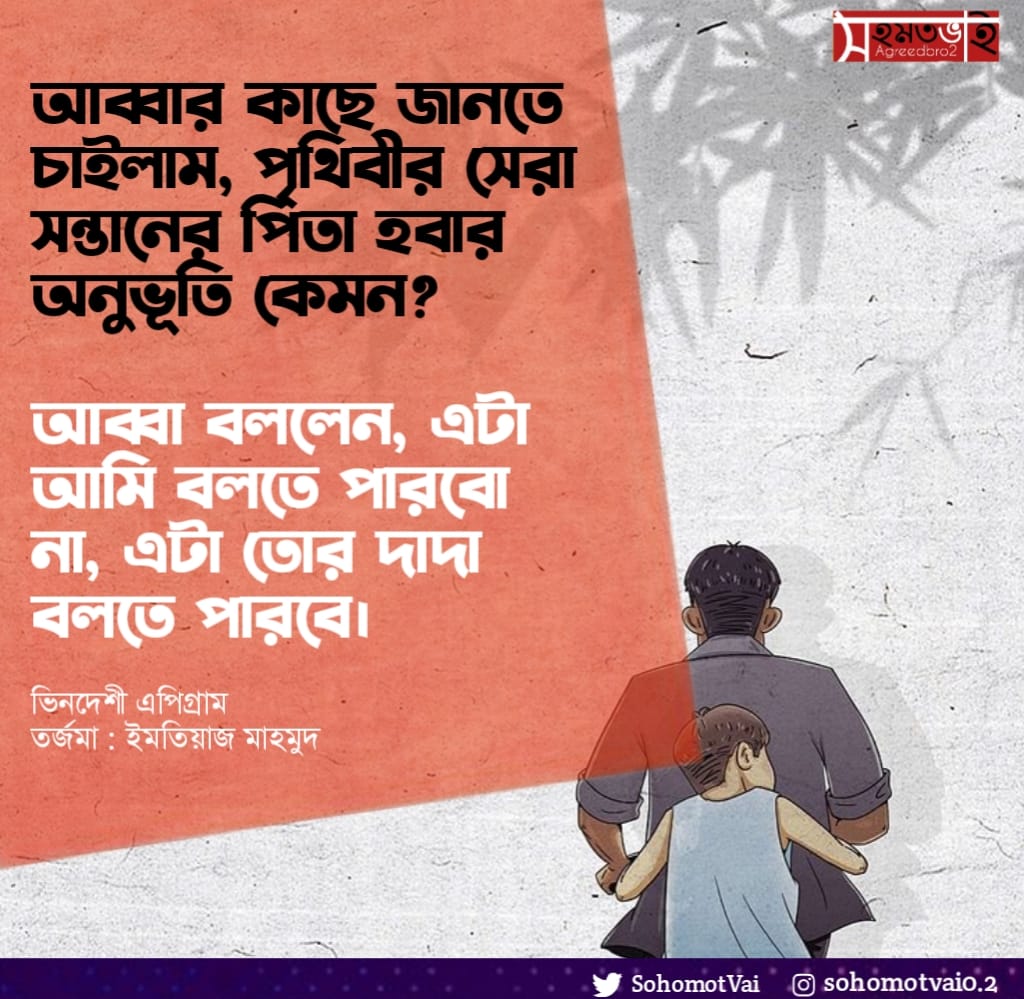 সহমতভাই
Agreedbro2
আব্বার কাছে জানতে
চাইলাম, পৃথিবীর সেরা
সন্তানের পিতা হবার
অনুভূতি কেমন?
আব্বা বললেন, এটা
আমি বলতে পারবো
না, এটা তোর দাদা
বলতে পারবে।
ভিনদেশী এপিগ্রাম
তর্জমা : ইমতিয়াজ মাহমুদ
SohomotVai sohomotvai0.2